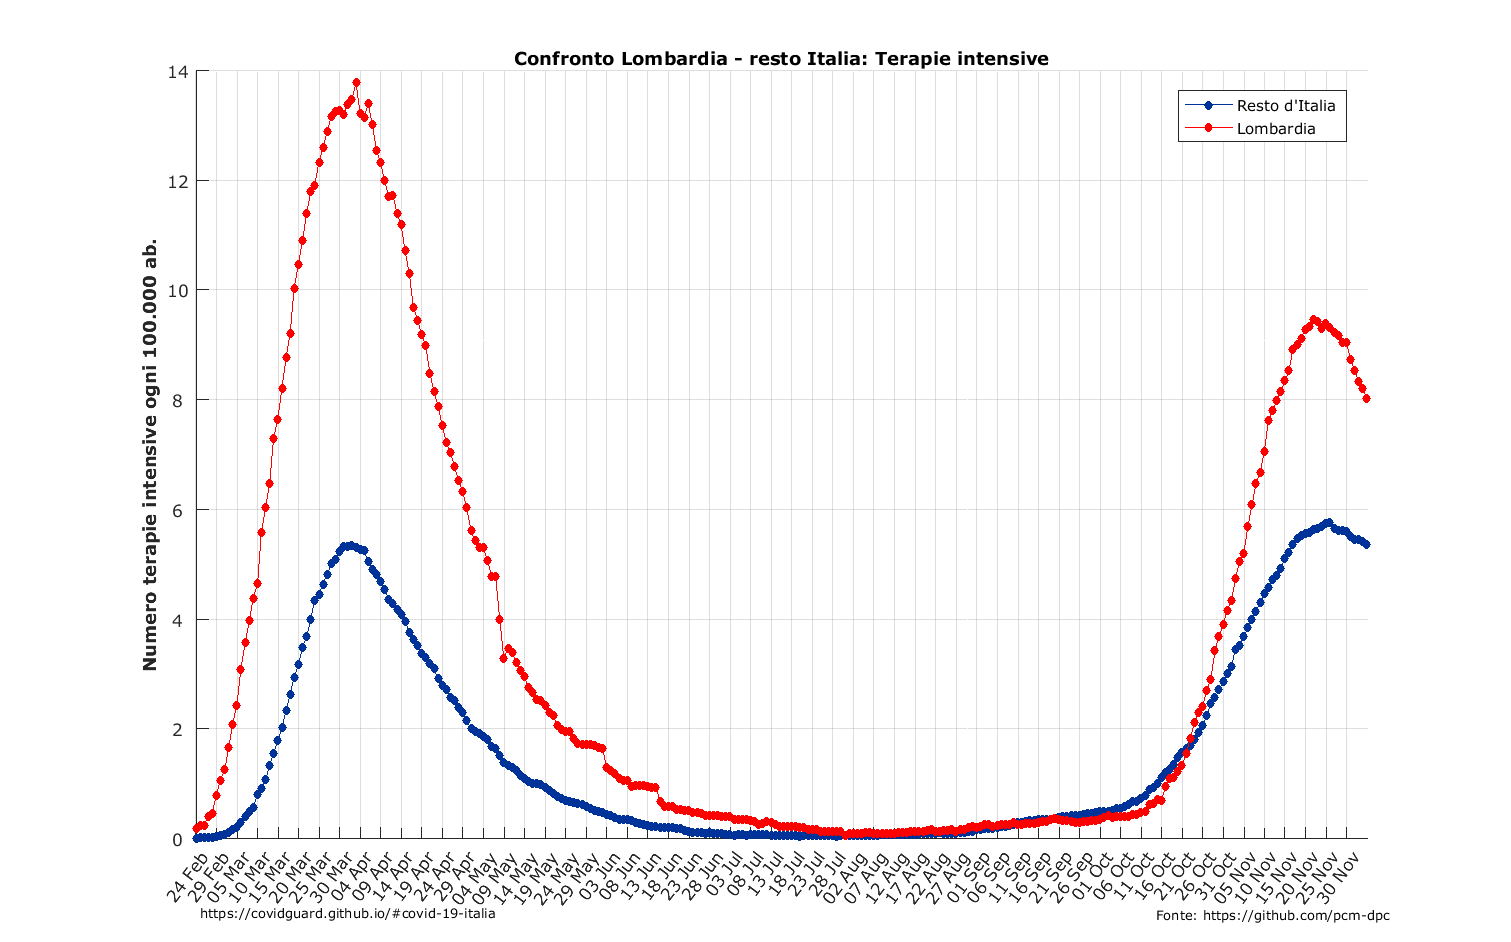 Confronto Lombardia - resto Italia: Terapie intensive
Resto d'Italia
Lombardia
Numero terapie intensive ogni 100.000 ab.
14
12
10
8
6
4
2
0
24 Feb
29 Feb
05 Mar
10 Mar
15 Mar
20 Mar
25 Mar
30 Mar
04 Apr
09 Apr
14 Apr
19 Apr
24 Apr
29 Apr
04 May
09 May
14 May
19 May
24 May
29 May
03 Jun
08 Jun
13 Jun
18 Jun
23 Jun
28 Jun
03 Jul
08 Jul
13 Jul
18 Jul
23 Jul
28 Jul
02 Aug
07 Aug
12 Aug
17 Aug
22 Aug
27 Aug
01 Sep
06 Sep
11 Sep
16 Sep
21 Sep
26 Sep
01 Oct
06 Oct
11 Oct
16 Oct
21 Oct
26 Oct
31 Oct
05 Nov
10 Nov
15 Nov
20 Nov
25 Nov
30 Nov
https://covidguard.github.io/#covid-19-italia
Fonte: https://github.com/pcm-dpc